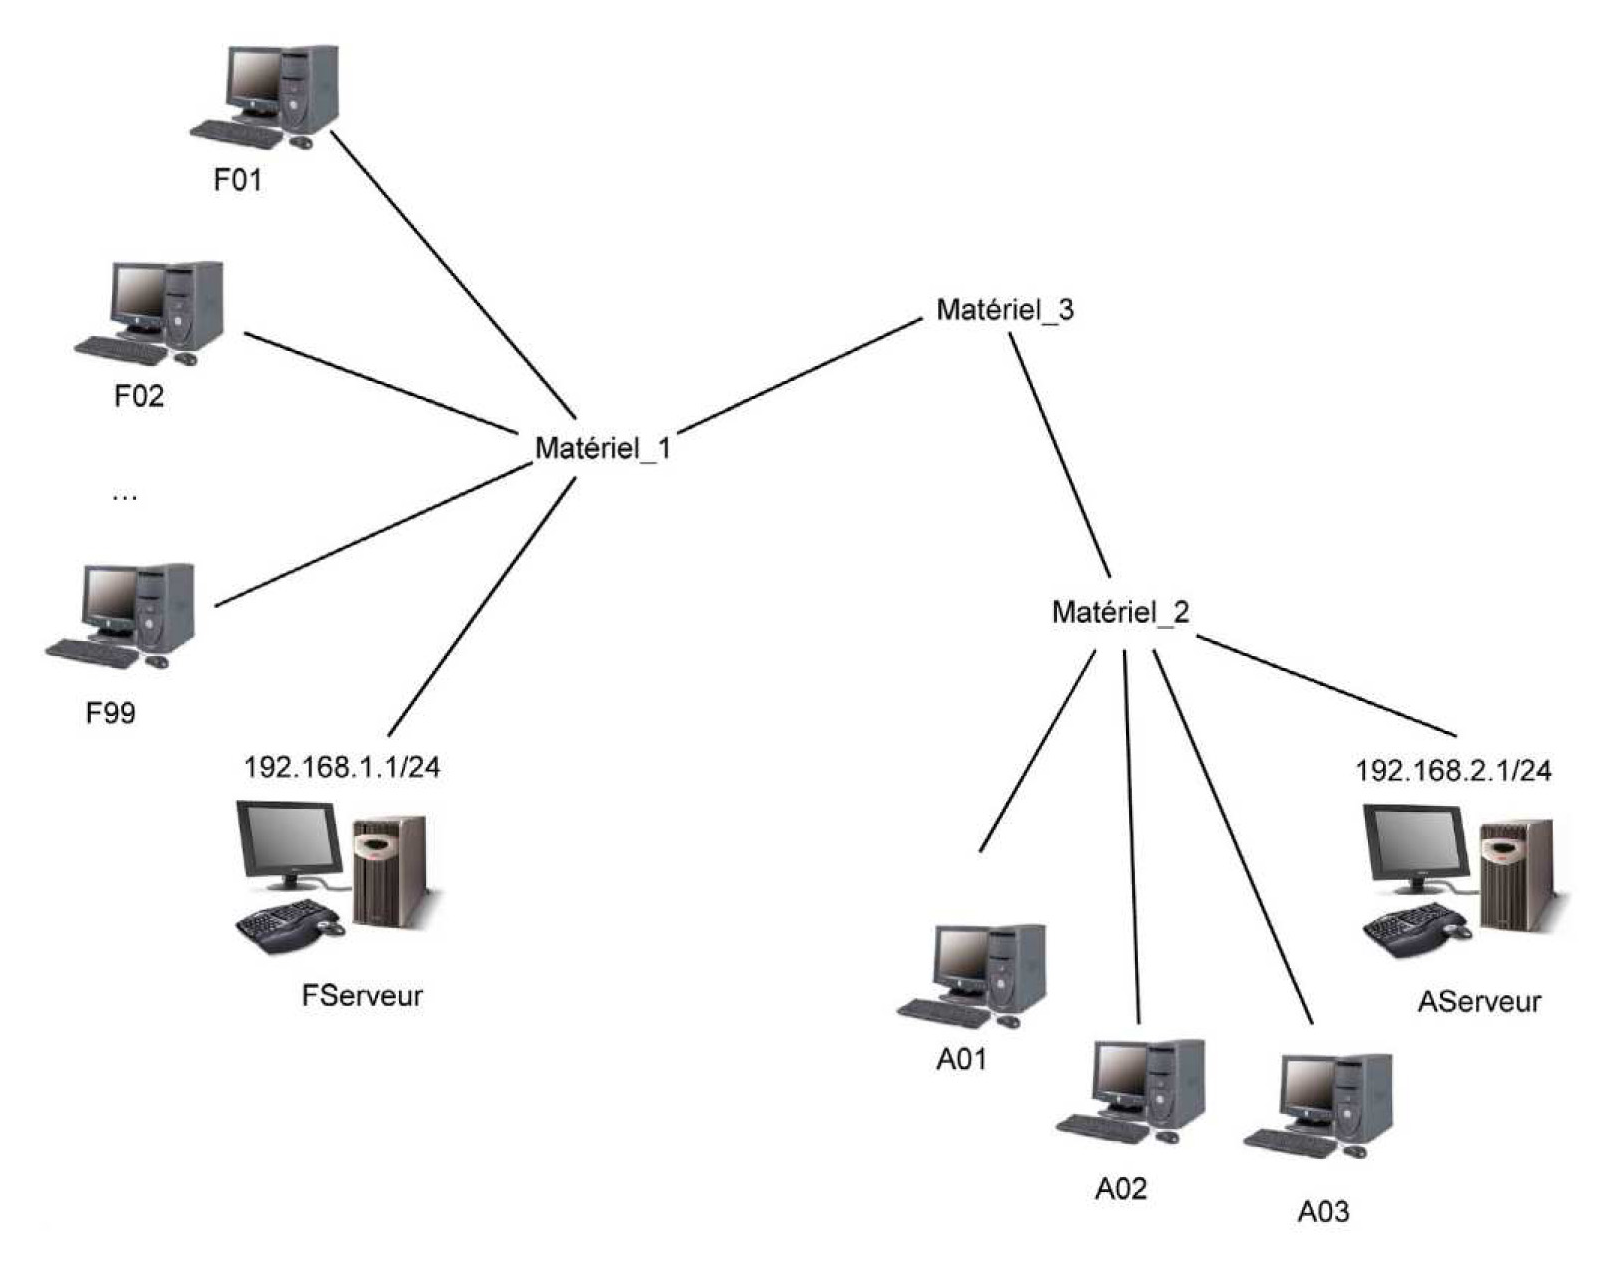 F01
F02
Matériel_3
Matériel_1
...
F99
Matériel_2
192.168.1.1/24
192.168.2.1/24
FServeur
AServeur
A01
A02
A03